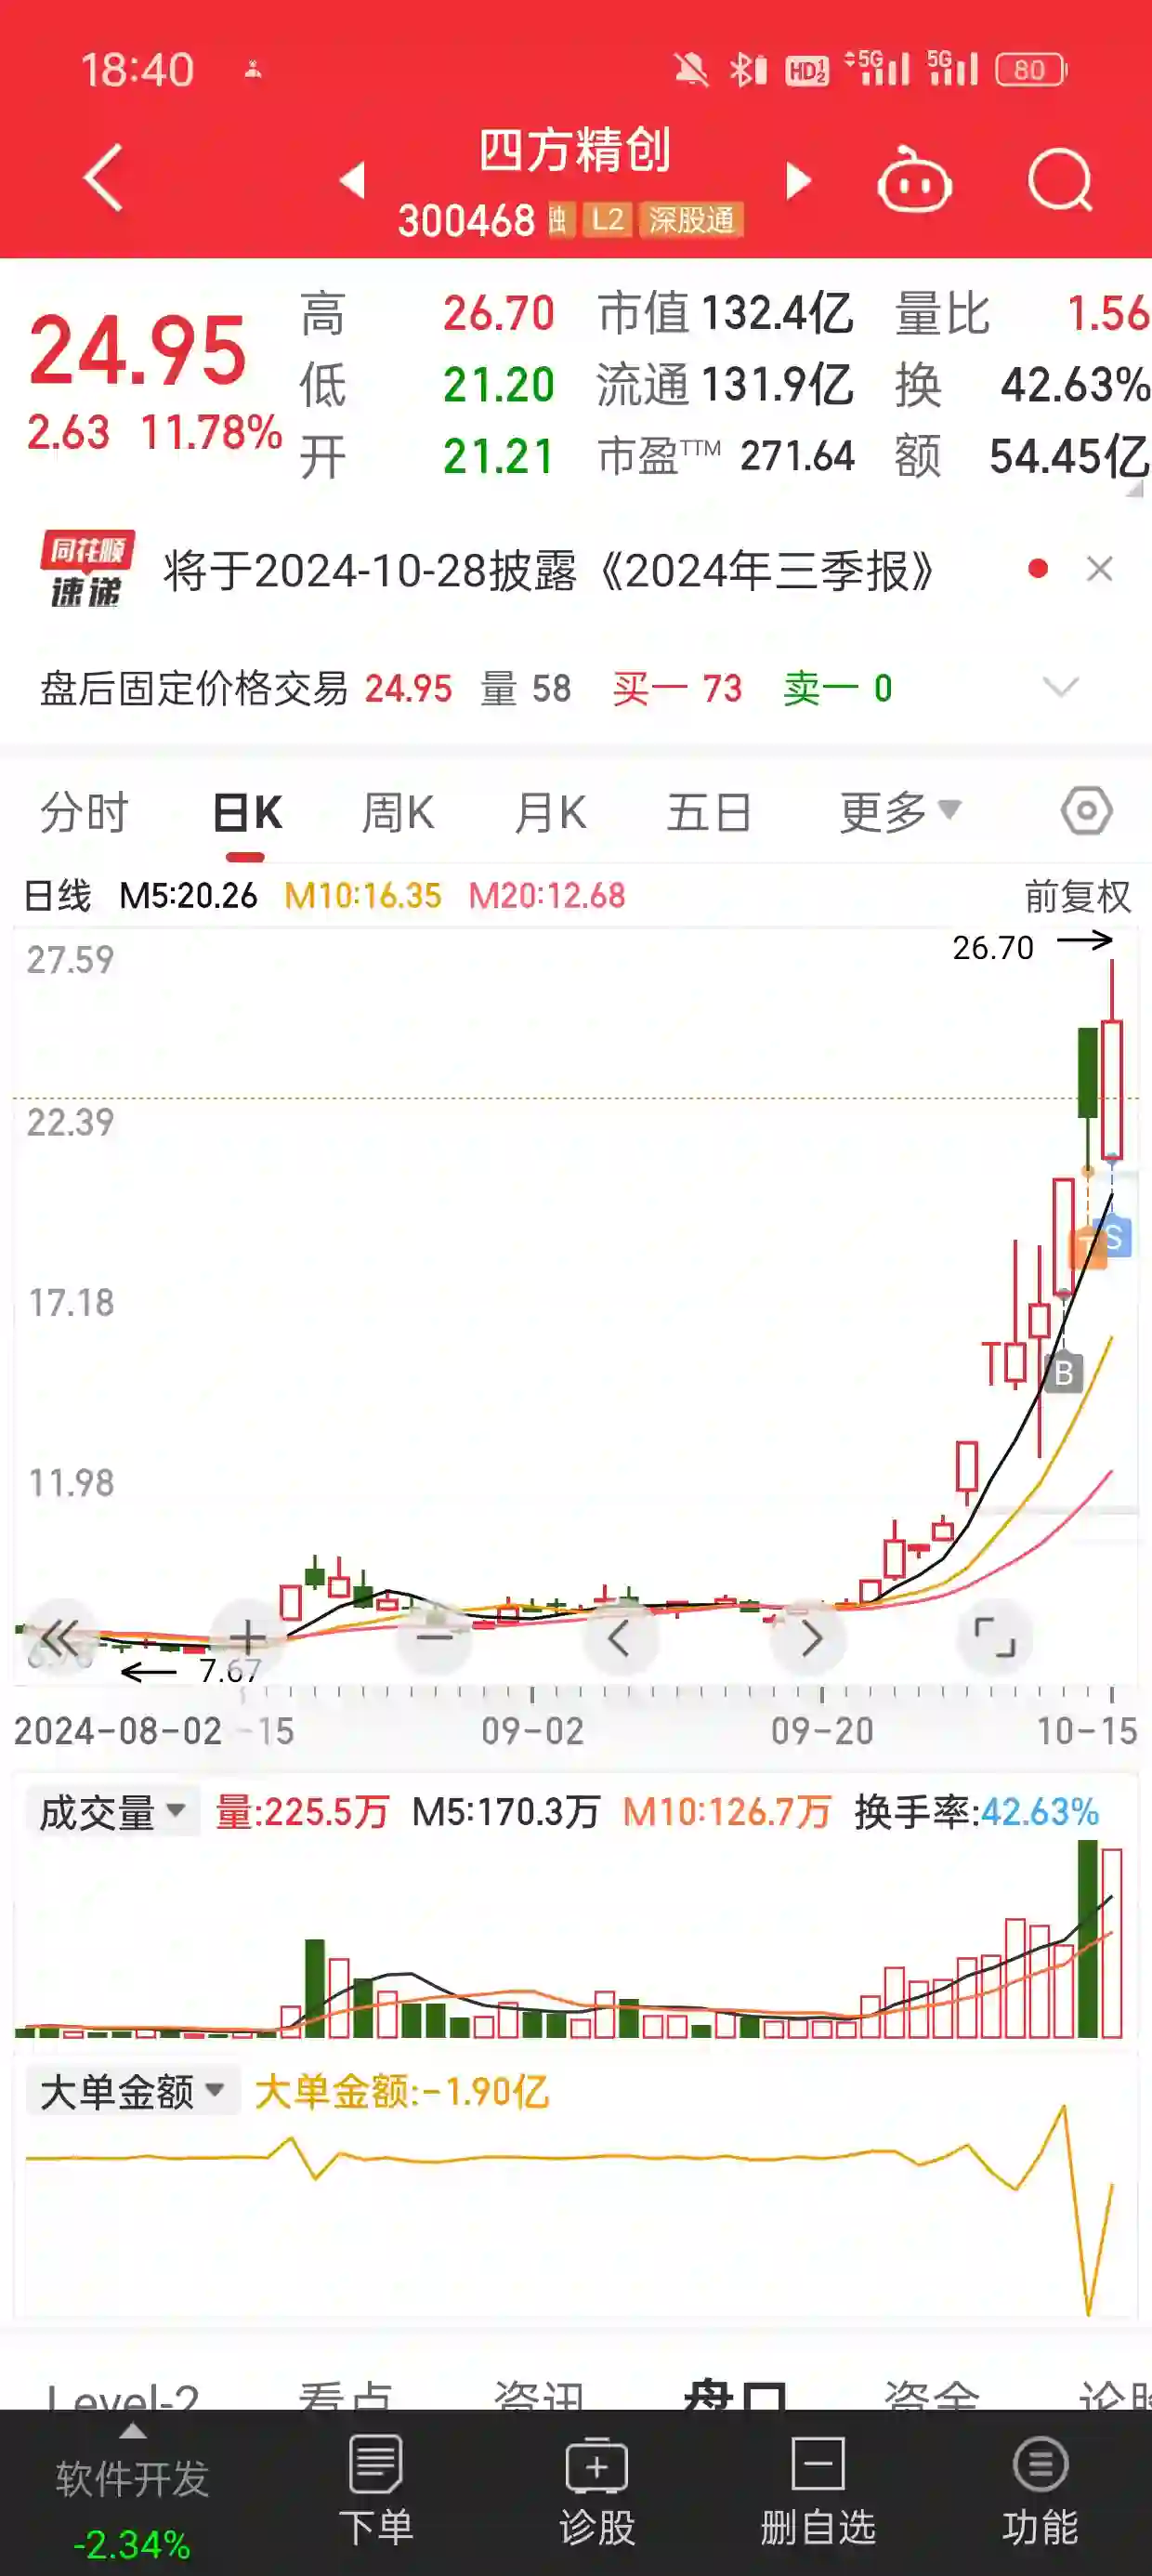 18:40 HD 1 2 5G 5G 80
四方精创
300468 融 L2 深股通
24.95 高 26.70 市值 132.4亿 量比 1.56
2.63 11.78% 低 21.20 流通 131.9亿 换 42.63%
开 21.21 市盈TTM 271.64 额 54.45亿
同花顺
速递
将于2024-10-28披露《2024年三季报》
盘后固定价格交易 24.95 量 58 买一 73 卖一 0
分时 日K 周K 月K 五日 更多
日线 M5:20.26 M10:16.35 M20:12.68 前复权
27.59
26.70
22.39
T S
17.18
B
11.98
7.67
2024-08-02 -15 09-02 09-20 10-15
成交量 量:225.5万 M5:170.3万 M10:126.7万 换手率:42.63%
大单金额 大单金额:-1.90亿
Level-2 看点 资讯 盘口 资金
软件开发
-2.34%
下单 诊股 删自选 功能